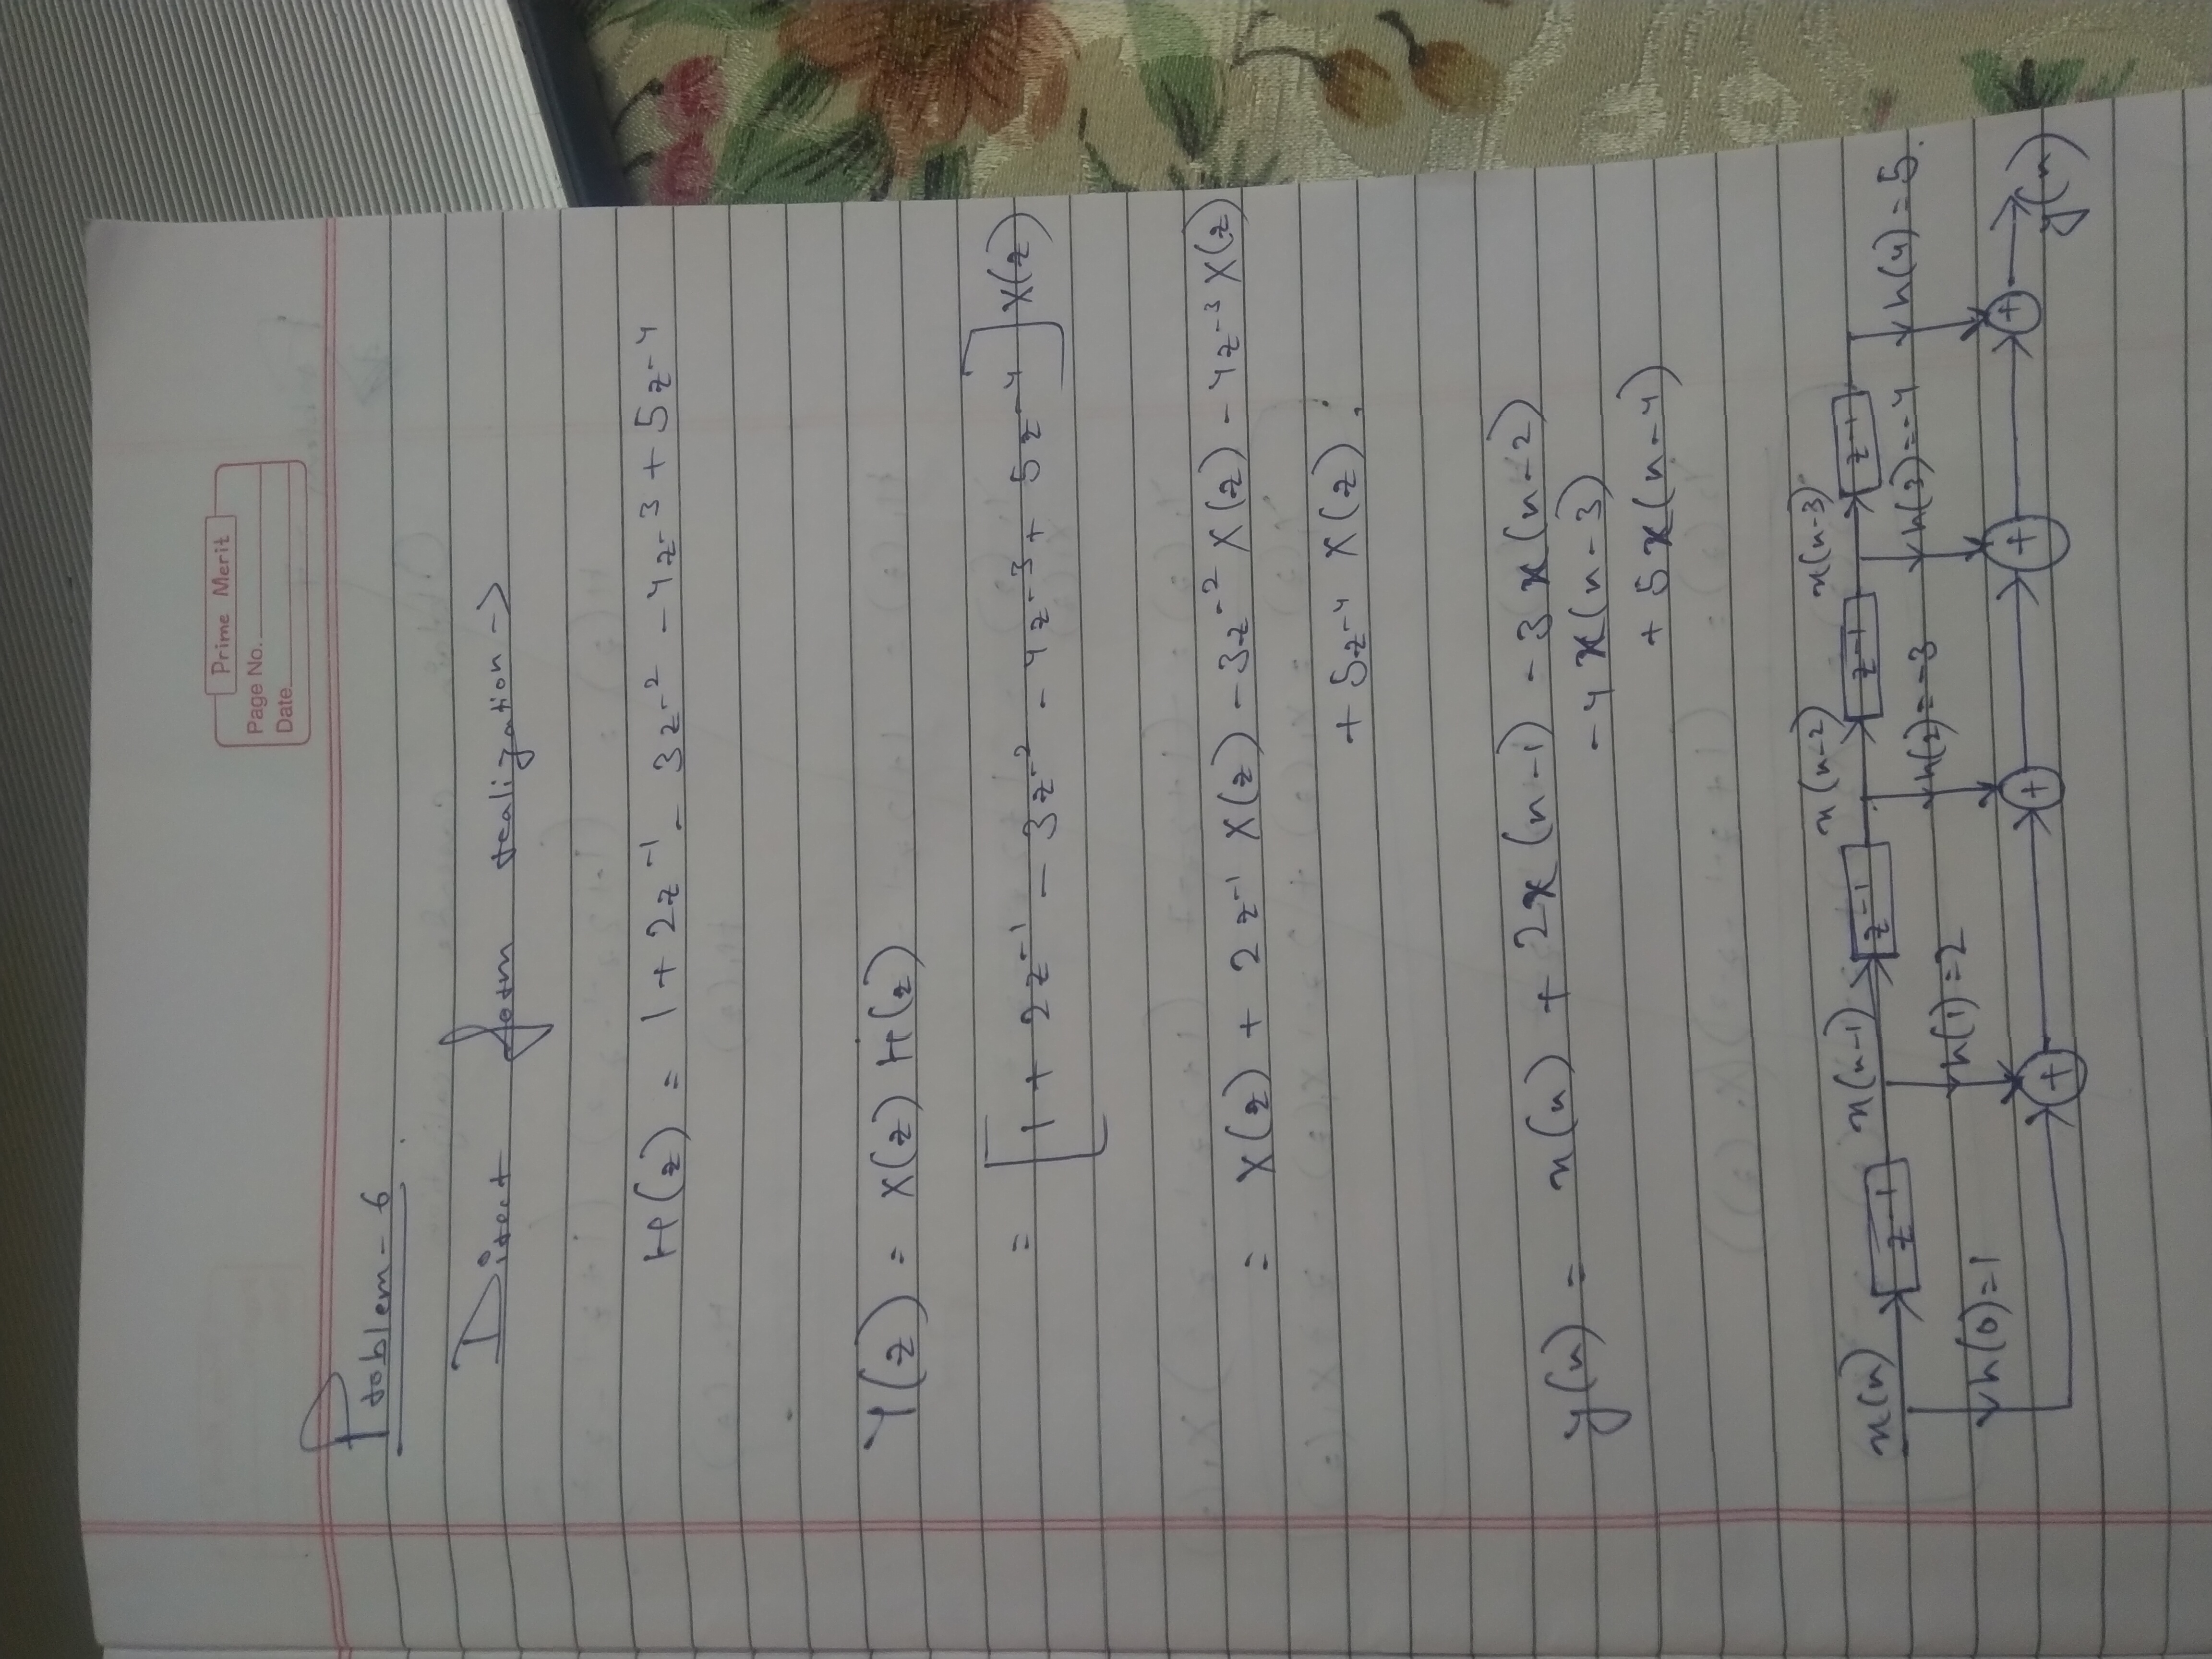 Prime Merit
Page No.
Date
Problem - 6
Direct form realization →
H(z) = 1 + 2z⁻¹ - 3z⁻² - 4z⁻³ + 5z⁻⁴
Y(z) = X(z) H(z)
= [1 + 2z⁻¹ - 3z⁻² - 4z⁻³ + 5z⁻⁴] X(z)
= X(z) + 2z⁻¹ X(z) - 3z⁻² X(z) - 4z⁻³ X(z)
+ 5z⁻⁴ X(z).
y(n) = x(n) + 2x(n-1) - 3x(n-2)
- 4x(n-3)
+ 5x(n-4)
x(n) z⁻¹ x(n-1) z⁻¹ x(n-2) z⁻¹ x(n-3) z⁻¹
h(0)=1 h(1)=2 h(2)=-3 h(3)=-4 h(4)=5
+ + + + y(n)